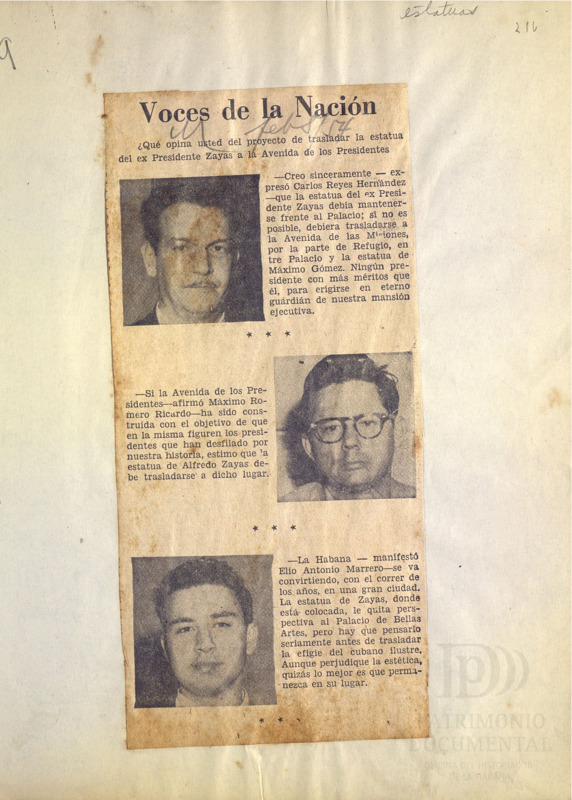 estatuas
216
Voces de la Nación
¿Qué opina usted del proyecto de trasladar la estatua
del ex Presidente Zayas a la Avenida de los Presidentes
—Creo sinceramente — ex-
presó Carlos Reyes Hernández
—que la estatua del ex Presi-
dente Zayas debía mantener-
se frente al Palacio; si no es
posible, debiera trasladarse a
la Avenida de las Misiones,
por la parte de Refugio, en
tre Palacio y la estatua de
Máximo Gómez. Ningún pre-
sidente con más méritos que
él, para erigirse en eterno
guardián de nuestra mansión
ejecutiva.
* * *
—Si la Avenida de los Pre-
sidentes—afirmó Máximo Ro-
mero Ricardo—ha sido cons-
truida con el objetivo de que
en la misma figuren los presi-
dentes que han desfilado por
nuestra historia, estimo que la
estatua de Alfredo Zayas de-
be trasladarse a dicho lugar.
* * *
—La Habana — manifestó
Elio Antonio Marrero—se va
convirtiendo, con el correr de
los años, en una gran ciudad.
La estatua de Zayas, donde
está colocada, le quita pers-
pectiva al Palacio de Bellas
Artes, pero hay que pensarlo
seriamente antes de trasladar
la efigie del cubano ilustre.
Aunque perjudique la estética,
quizás lo mejor es que perma-
nezca en su lugar.
* * *
PATRIMONIO
DOCUMENTAL
OFICINA DEL HISTORIADOR
DE LA HABANA